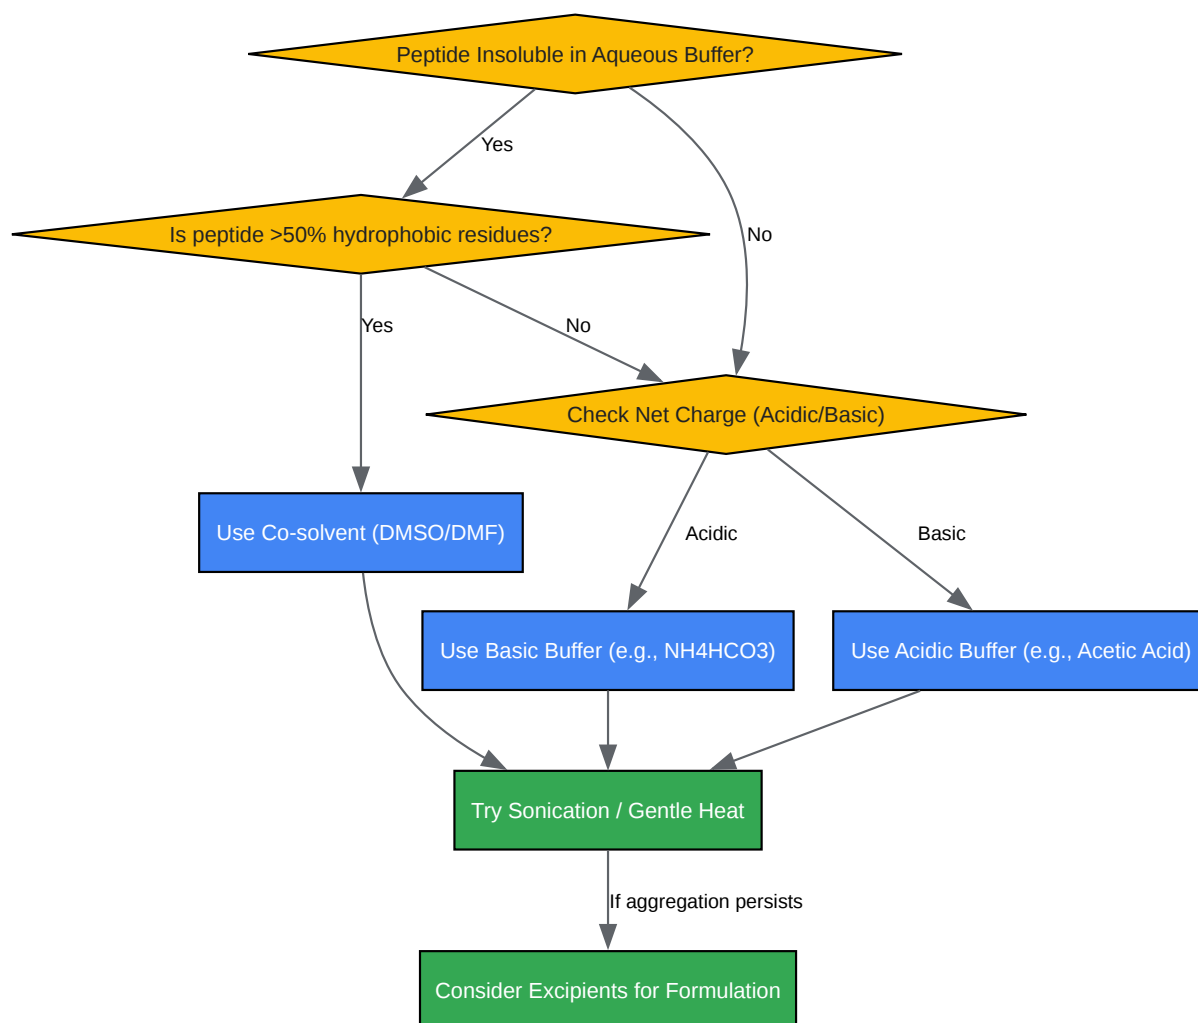 Peptide Insoluble in Aqueous Buffer?
Yes
Is peptide >50% hydrophobic residues?
No
Yes
No
Check Net Charge (Acidic/Basic)
Use Co-solvent (DMSO/DMF)
Acidic
Basic
Use Basic Buffer (e.g., NH4HCO3)
Use Acidic Buffer (e.g., Acetic Acid)
Try Sonication / Gentle Heat
If aggregation persists
Consider Excipients for Formulation